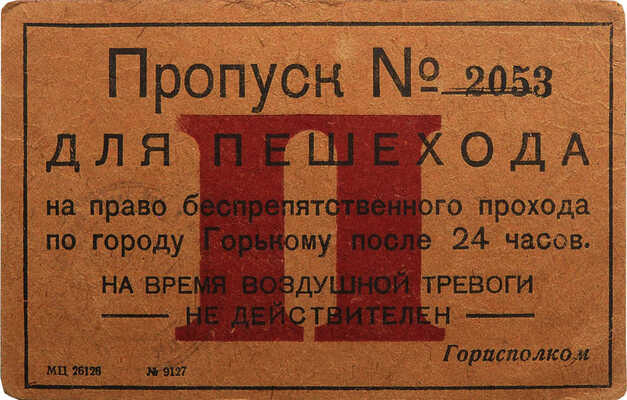 Пропуск № 2053
ДЛЯ ПЕШЕХОДА
на право беспрепятственного прохода
по городу Горькому после 24 часов.
НА ВРЕМЯ ВОЗДУШНОЙ ТРЕВОГИ
НЕ ДЕЙСТВИТЕЛЕН
П
Горисполком
МЦ 26126 № 9127